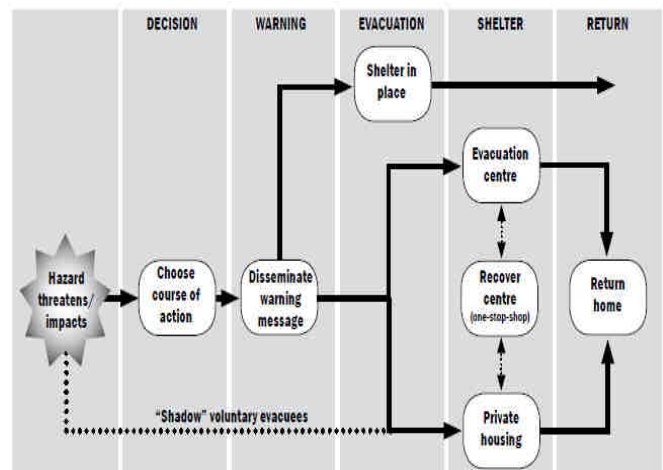 DECISION
WARNING
EVACUATION
SHELTER
RETURN
Shelter in
place
Evacuation
centre
Hazard
threatens/
impacts
Choose
course of
action
Disseminate
warning
message
Recover
centre
(one-stop-shop)
Return
home
"Shadow" voluntary evacuees
Private
housing